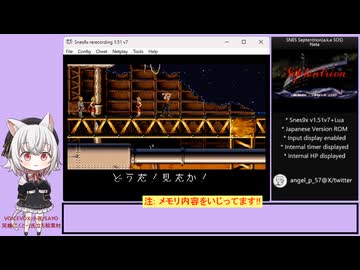 Snes9x rerecording 1.51 v7
File Config Cheat Netplay Tools Help
どうだ!見たか!
注: メモリ内容をいじってます!!
VOICEVOX:小夜/SAYO
SNES Septentrion(a.k.a SOS)
Neta
Septentrion
* Snes9x v1.51v7+Lua
* Japanese Version ROM
* Input display enabled
* Internal timer displayed
* Internal HP displayed
angel_p_57@X/twitter